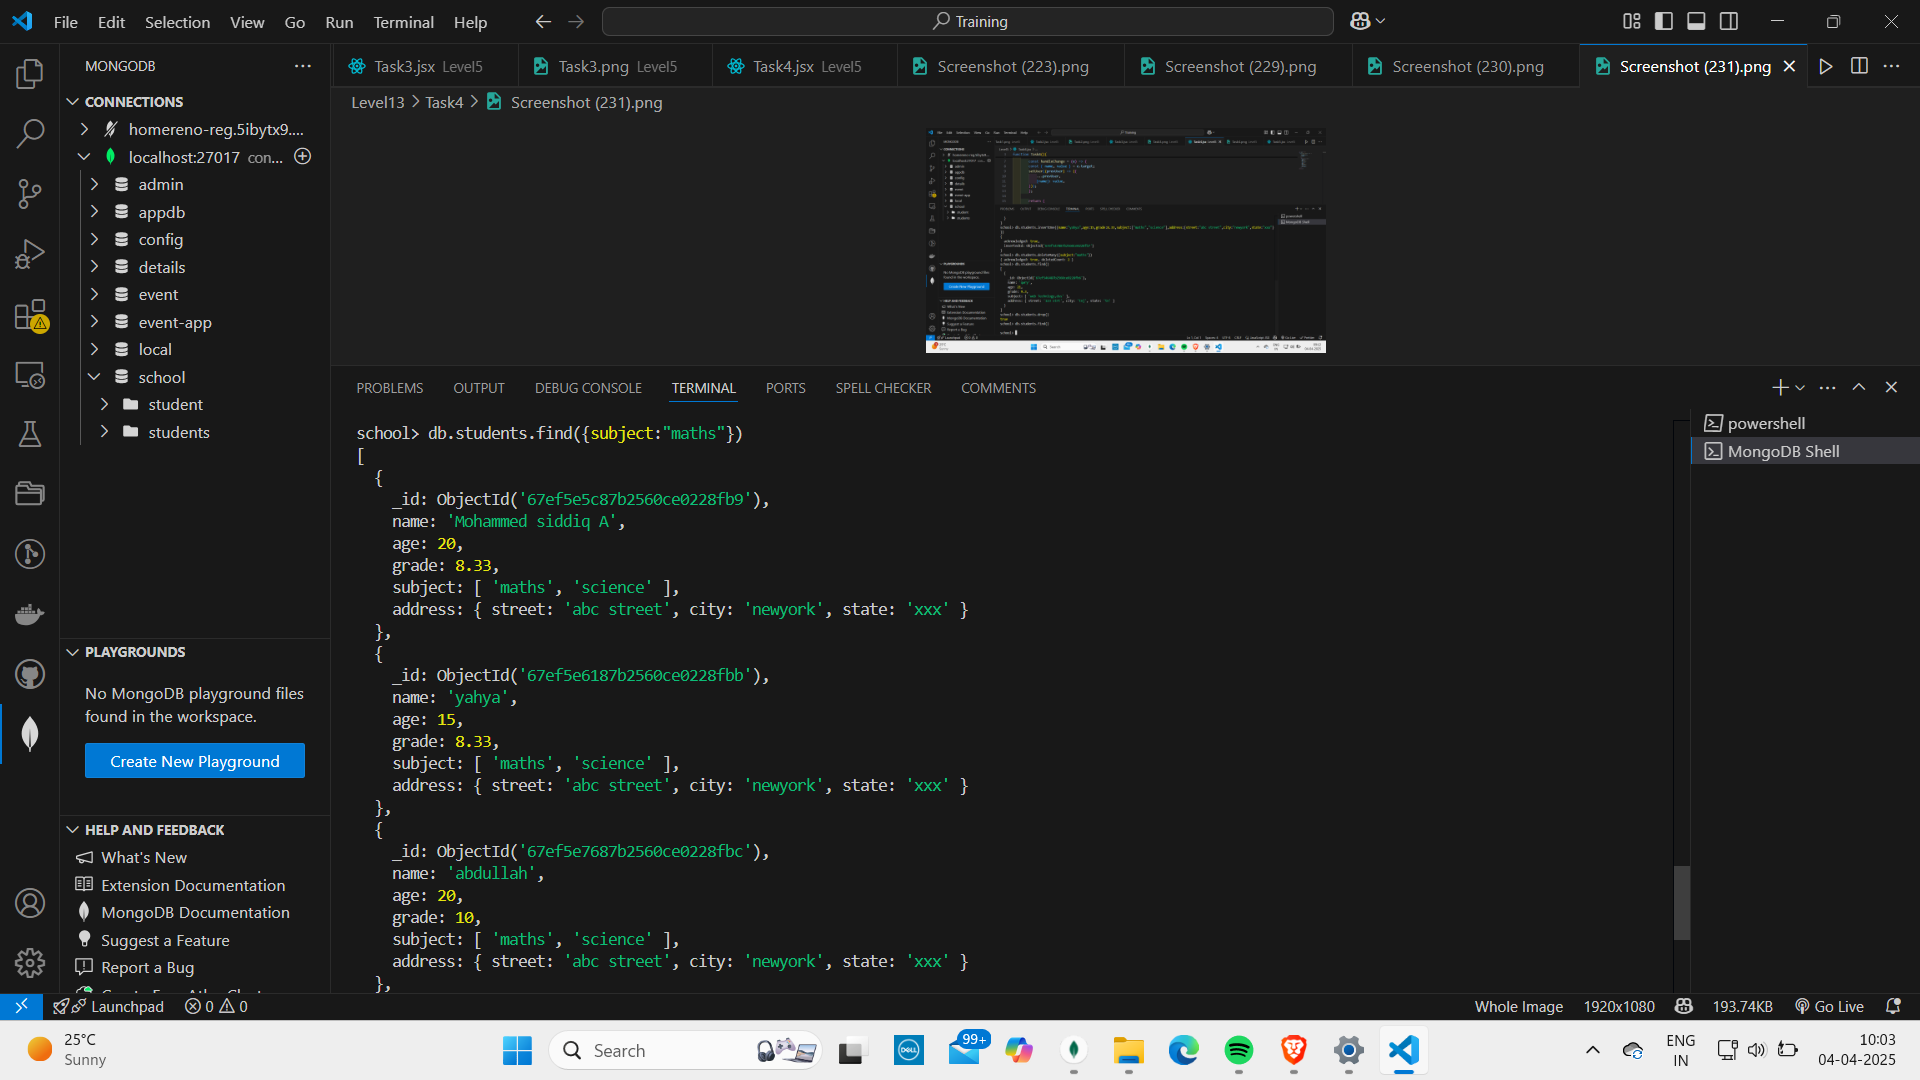 File Edit Selection View Go Run Terminal Help
Training
MONGODB
Task3.jsx Level5
Task3.png Level5
Task4.jsx Level5
Screenshot (223).png
Screenshot (229).png
Screenshot (230).png
Screenshot (231).png
Level13 > Task4 > Screenshot (231).png
CONNECTIONS
homereno-reg.5ibytx9....
localhost:27017 con...
admin
appdb
config
details
event
event-app
local
school
student
students
PLAYGROUNDS
No MongoDB playground files
found in the workspace.
Create New Playground
HELP AND FEEDBACK
What's New
Extension Documentation
MongoDB Documentation
Suggest a Feature
Report a Bug
PROBLEMS OUTPUT DEBUG CONSOLE TERMINAL PORTS SPELL CHECKER COMMENTS
powershell
MongoDB Shell
school> db.students.find({subject:"maths"})
[
{
_id: ObjectId('67ef5e5c87b2560ce0228fb9'),
name: 'Mohammed siddiq A',
age: 20,
grade: 8.33,
subject: [ 'maths', 'science' ],
address: { street: 'abc street', city: 'newyork', state: 'xxx' }
},
{
_id: ObjectId('67ef5e6187b2560ce0228fbb'),
name: 'yahya',
age: 15,
grade: 8.33,
subject: [ 'maths', 'science' ],
address: { street: 'abc street', city: 'newyork', state: 'xxx' }
},
{
_id: ObjectId('67ef5e7687b2560ce0228fbc'),
name: 'abdullah',
age: 20,
grade: 10,
subject: [ 'maths', 'science' ],
address: { street: 'abc street', city: 'newyork', state: 'xxx' }
},
Launchpad 0 0
Whole Image 1920x1080 193.74KB Go Live
25°C
Sunny
Search
DELL
99+
ENG
IN
10:03
04-04-2025